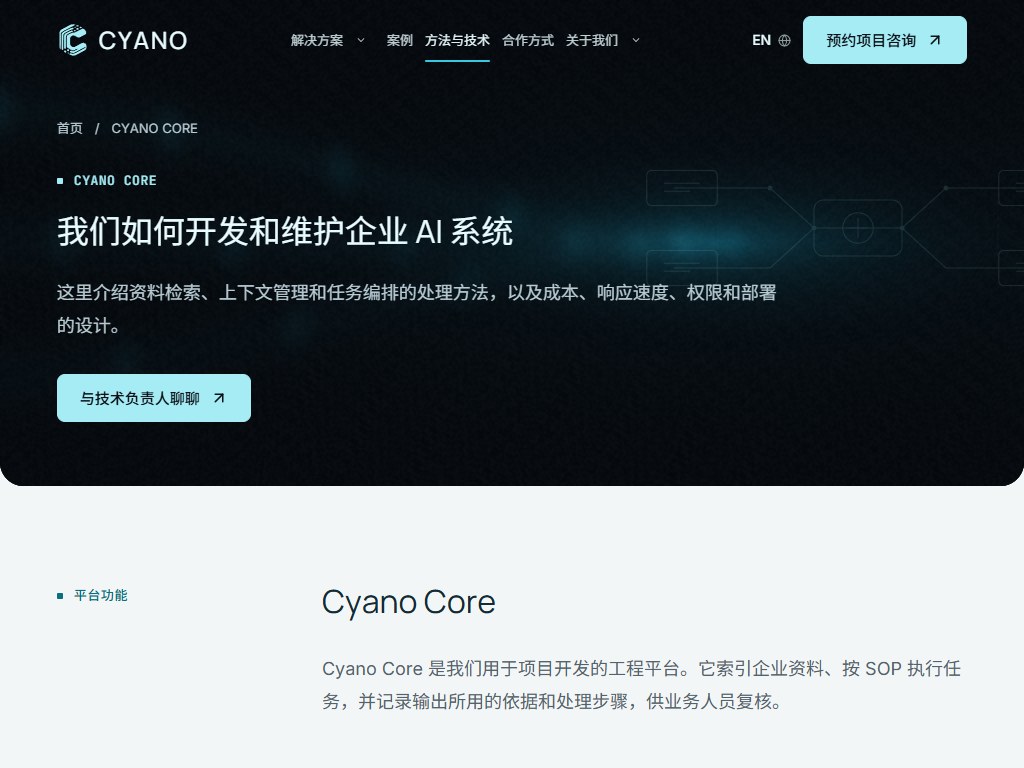 CYANO
解决方案
案例
方法与技术
合作方式
关于我们
EN
预约项目咨询
首页 / CYANO CORE
CYANO CORE
我们如何开发和维护企业 AI 系统
这里介绍资料检索、上下文管理和任务编排的处理方法，以及成本、响应速度、权限和部署
的设计。
与技术负责人聊聊
平台功能
Cyano Core
Cyano Core 是我们用于项目开发的工程平台。它索引企业资料、按 SOP 执行任
务，并记录输出所用的依据和处理步骤，供业务人员复核。